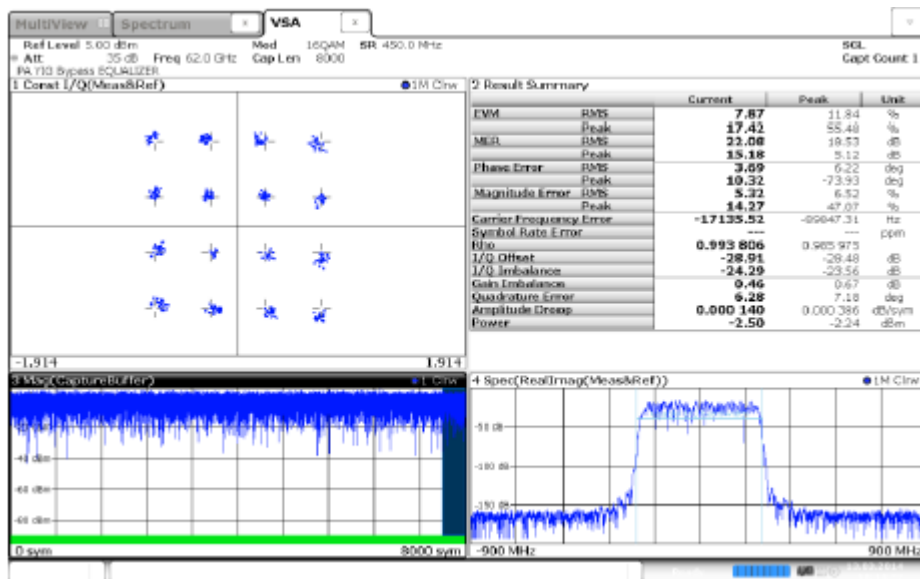 MultiView
Spectrum
VSA
Ref Level 5.00 dBm Mod 16QAM SR 450.0 MHz SGL
Att 35 dB Freq 62.0 GHz Cap Len 8000 Capt Count 1
PA YIG Bypass EQUALIZER
1 Const I/Q(Meas&Ref) 1M Clrw
-1.914 1.914
2 Result Summary
Current Peak Unit
EVM RMS 7.87 11.84 %
Peak 17.42 55.48 %
MER RMS 22.08 18.53 dB
Peak 15.18 5.12 dB
Phase Error RMS 3.69 6.22 deg
Peak 10.32 -73.93 deg
Magnitude Error RMS 5.32 6.52 %
Peak 14.27 47.07 %
Carrier Frequency Error -17135.52 -89847.31 Hz
Symbol Rate Error --- ppm
Rho 0.993 806 0.985 975
I/Q Offset -28.91 -28.48 dB
I/Q Imbalance -24.29 -23.56 dB
Gain Imbalance 0.46 0.67 dB
Quadrature Error 6.28 7.18 deg
Amplitude Droop 0.000 140 0.000 386 dB/sym
Power -2.50 -2.24 dBm
3 Mag(CaptureBuffer) 1 Clrw
-40 dBm
-60 dBm
-80 dBm
0 sym 8000 sym
4 Spec(RealImag(Meas&Ref)) 1M Clrw
-50 dB
-100 dB
-150 dB
-900 MHz 900 MHz